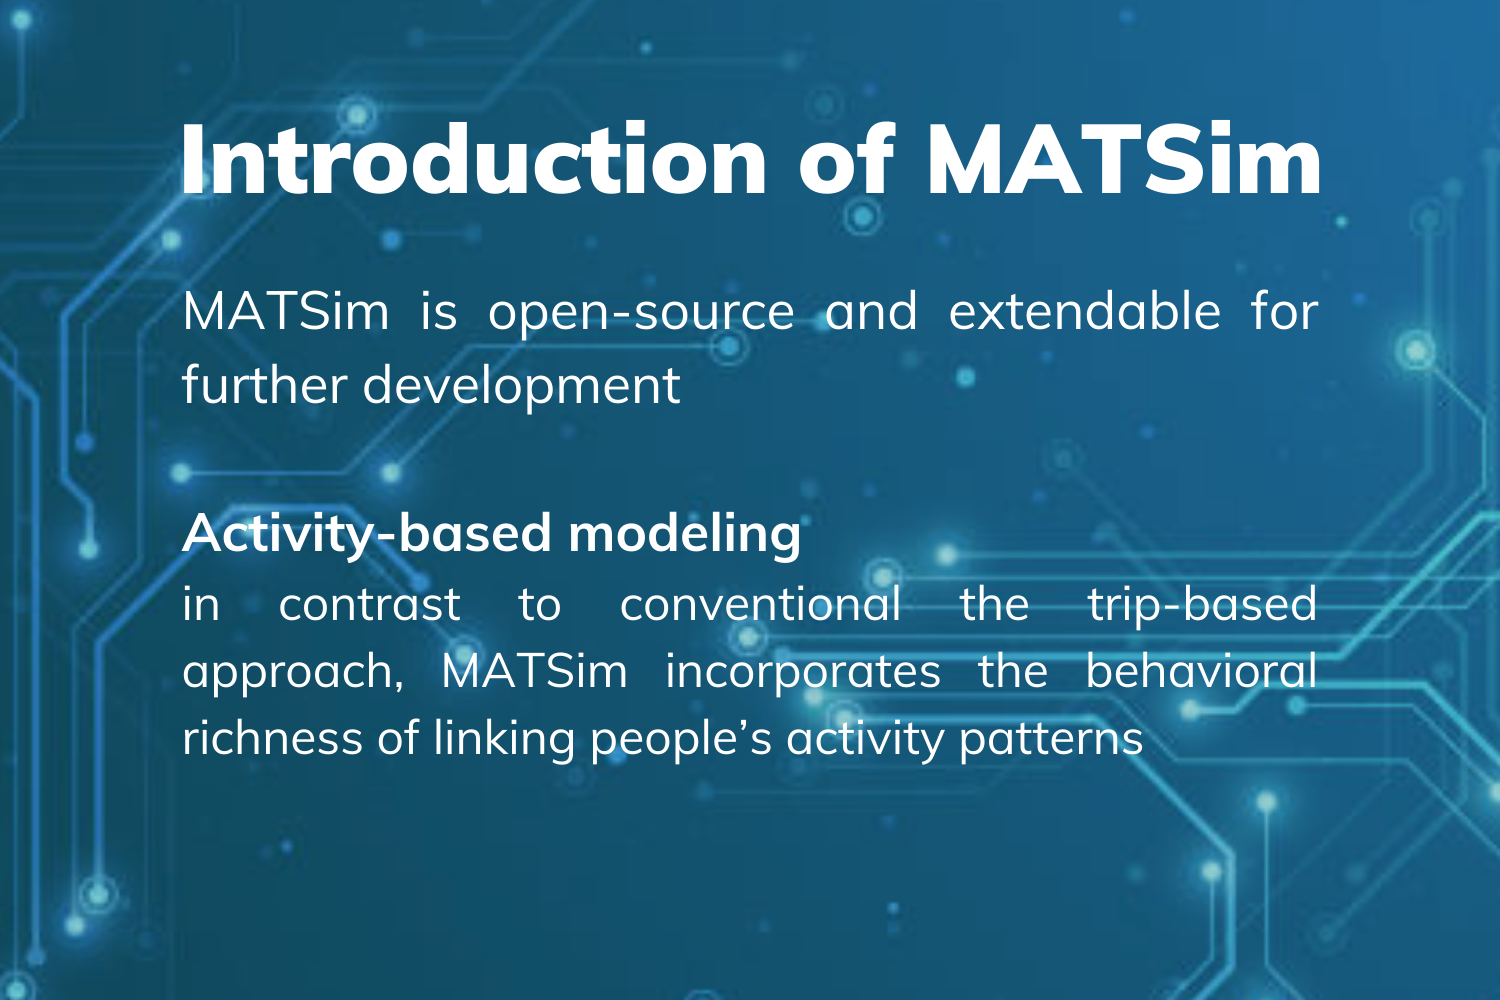 Introduction of MATSim
MATSim is open-source and extendable for
further development
Activity-based modeling
in contrast to conventional the trip-based
approach, MATSim incorporates the behavioral
richness of linking people’s activity patterns